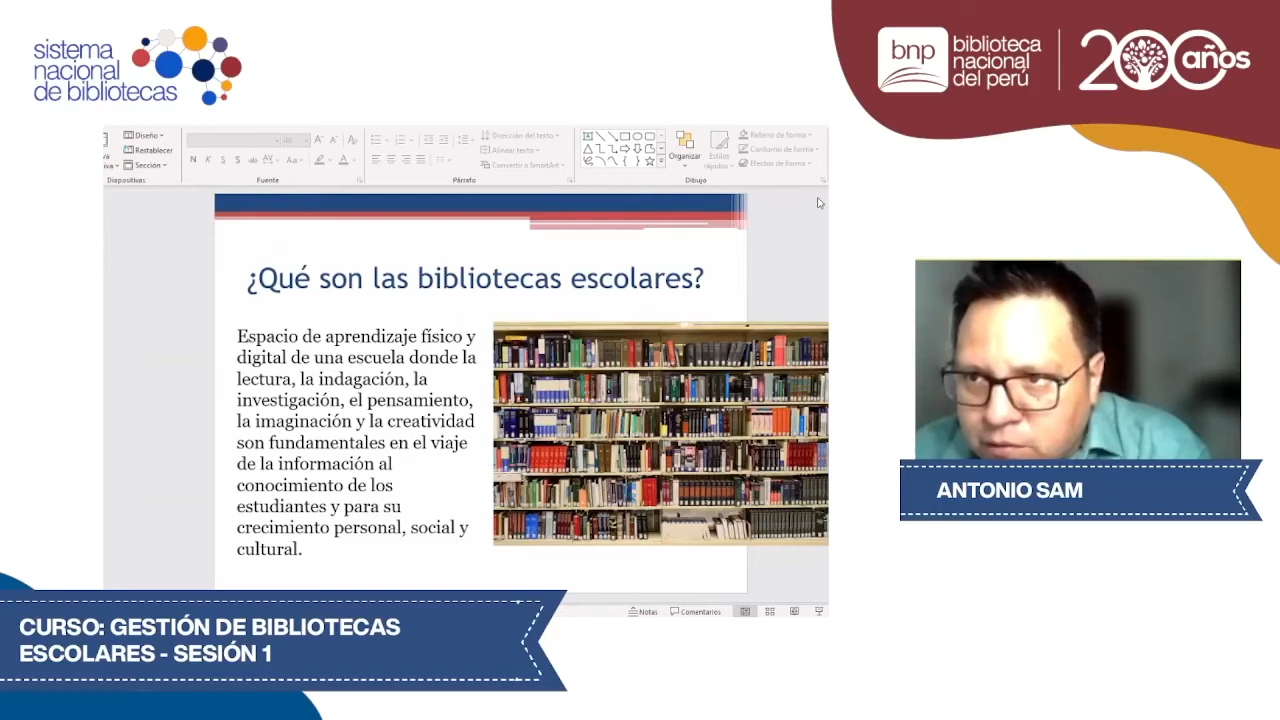 sistema
nacional
de bibliotecas
bnp
biblioteca
nacional
del perú
200 años
Diseño
Restablecer
Sección
Diapositivas
N K S S ab AV Aa A
Fuente
Párrafo
Dirección del texto
Alinear texto
Convertir a SmartArt
Organizar
Estilos
rápidos
Relleno de forma
Contorno de forma
Efectos de forma
Dibujo
¿Qué son las bibliotecas escolares?
Espacio de aprendizaje físico y
digital de una escuela donde la
lectura, la indagación, la
investigación, el pensamiento,
la imaginación y la creatividad
son fundamentales en el viaje
de la información al
conocimiento de los
estudiantes y para su
crecimiento personal, social y
cultural.
Notas
Comentarios
ANTONIO SAM
CURSO: GESTIÓN DE BIBLIOTECAS
ESCOLARES - SESIÓN 1